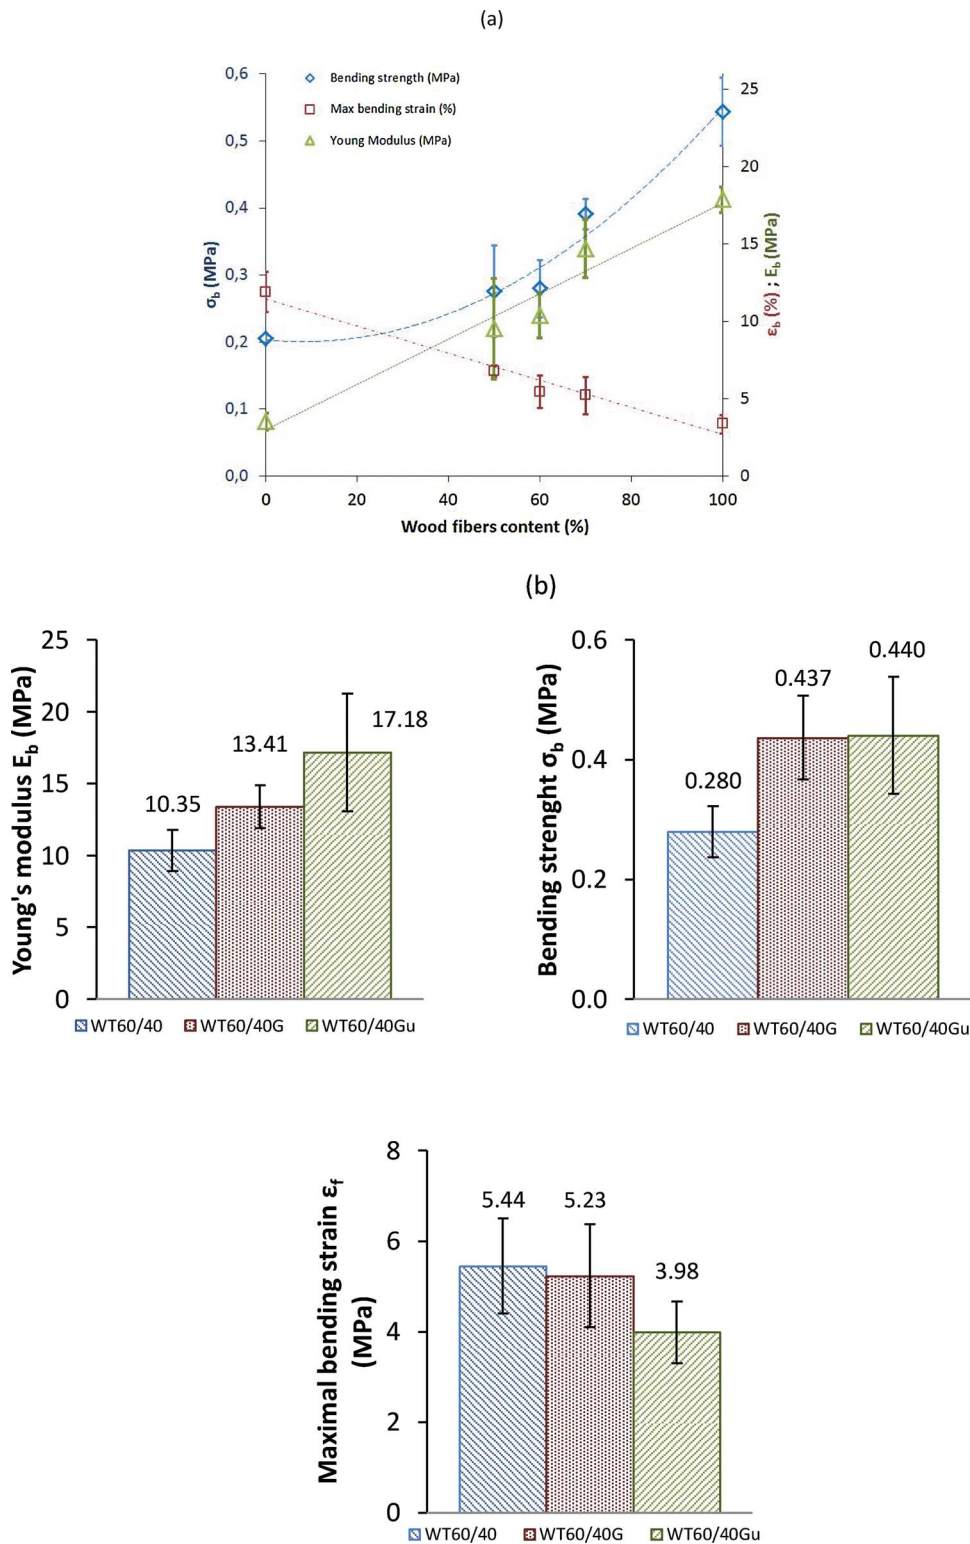 (a)
0,6
0,5
0,4
0,3
0,2
0,1
0,0
σb (MPa)
Bending strength (MPa)
Max bending strain (%)
Young Modulus (MPa)
25
20
15
10
5
0
εb (%) ; Eb (MPa)
0 20 40 60 80 100
Wood fibers content (%)
(b)
Young's modulus Eb (MPa)
25
20
15
10
5
0
10.35
13.41
17.18
WT60/40 WT60/40G WT60/40Gu
Bending strenght σb (MPa)
0.6
0.4
0.2
0.0
0.280
0.437
0.440
WT60/40 WT60/40G WT60/40Gu
Maximal bending strain εf
(MPa)
8
6
4
2
0
5.44
5.23
3.98
WT60/40 WT60/40G WT60/40Gu